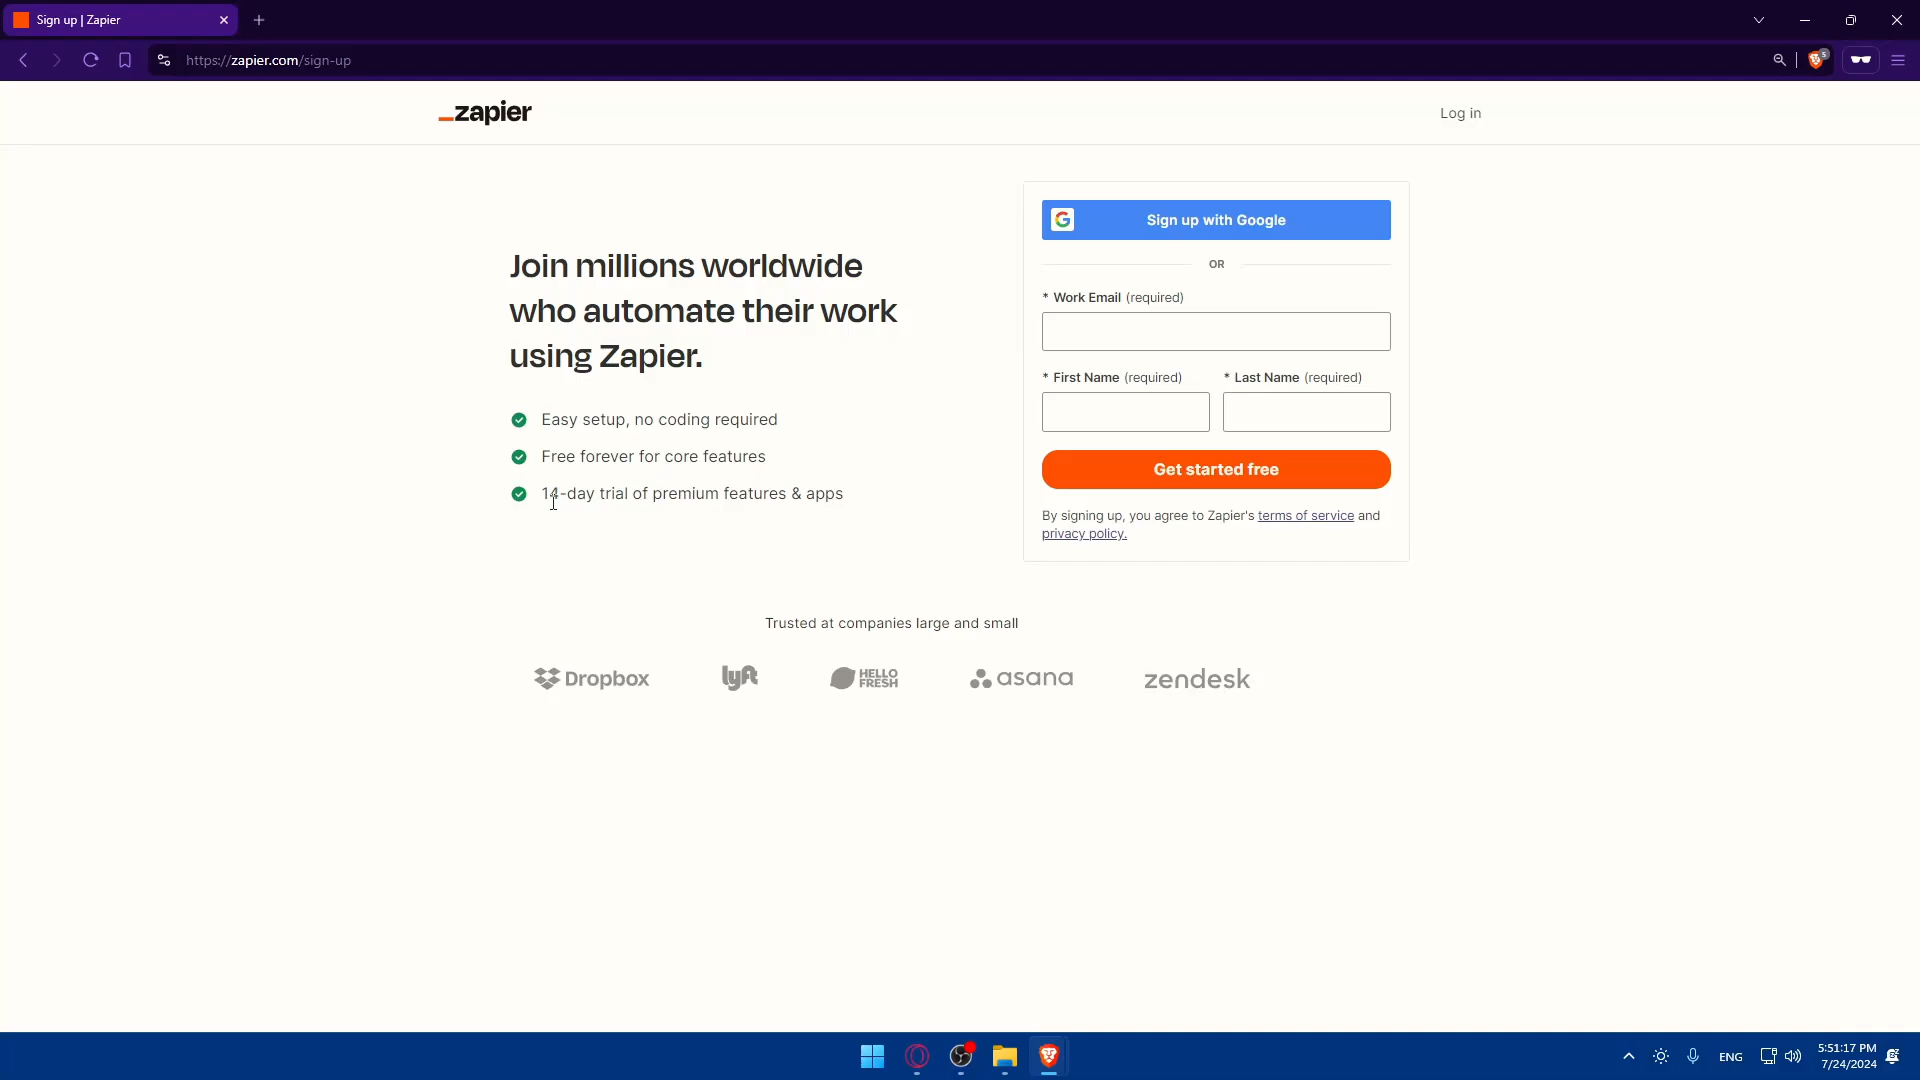 Sign up | Zapier
https://zapier.com/sign-up
5
zapier
Log in
Join millions worldwide
who automate their work
using Zapier.
Easy setup, no coding required
Free forever for core features
14-day trial of premium features & apps
Sign up with Google
OR
* Work Email (required)
* First Name (required)
* Last Name (required)
Get started free
By signing up, you agree to Zapier's terms of service and
privacy policy.
Trusted at companies large and small
Dropbox
lyft
HELLO
FRESH
asana
zendesk
ENG
5:51:17 PM
7/24/2024